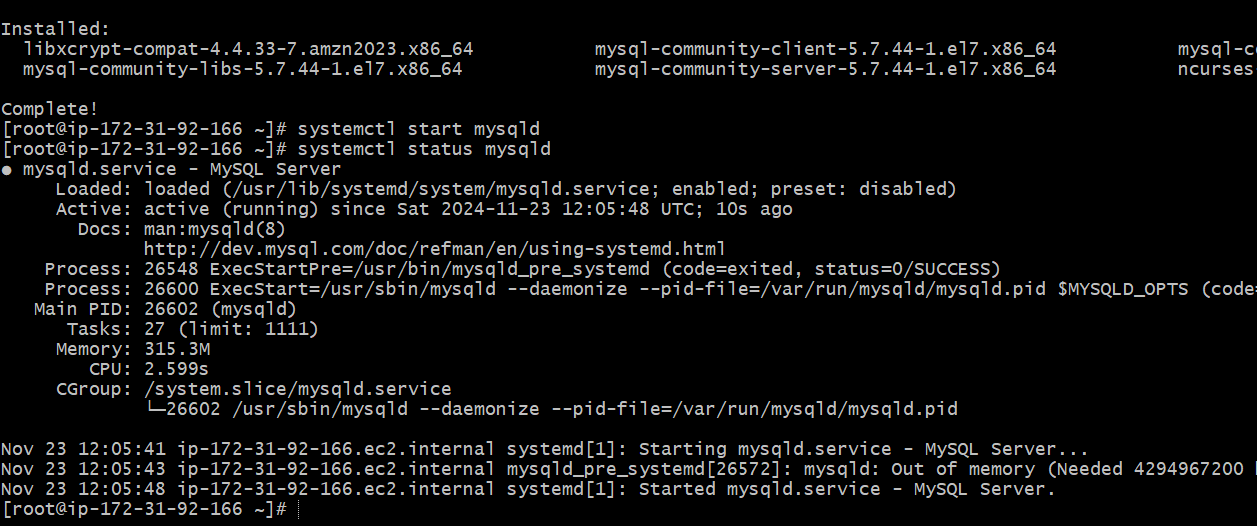 Installed:
libxcrypt-compat-4.4.33-7.amzn2023.x86_64 mysql-community-client-5.7.44-1.el7.x86_64 mysql-c
mysql-community-libs-5.7.44-1.el7.x86_64 mysql-community-server-5.7.44-1.el7.x86_64 ncurses
Complete!
[root@ip-172-31-92-166 ~]# systemctl start mysqld
[root@ip-172-31-92-166 ~]# systemctl status mysqld
● mysqld.service - MySQL Server
Loaded: loaded (/usr/lib/systemd/system/mysqld.service; enabled; preset: disabled)
Active: active (running) since Sat 2024-11-23 12:05:48 UTC; 10s ago
Docs: man:mysqld(8)
http://dev.mysql.com/doc/refman/en/using-systemd.html
Process: 26548 ExecStartPre=/usr/bin/mysqld_pre_systemd (code=exited, status=0/SUCCESS)
Process: 26600 ExecStart=/usr/sbin/mysqld --daemonize --pid-file=/var/run/mysqld/mysqld.pid $MYSQLD_OPTS (code=
Main PID: 26602 (mysqld)
Tasks: 27 (limit: 1111)
Memory: 315.3M
CPU: 2.599s
CGroup: /system.slice/mysqld.service
└─26602 /usr/sbin/mysqld --daemonize --pid-file=/var/run/mysqld/mysqld.pid
Nov 23 12:05:41 ip-172-31-92-166.ec2.internal systemd[1]: Starting mysqld.service - MySQL Server...
Nov 23 12:05:43 ip-172-31-92-166.ec2.internal mysqld_pre_systemd[26572]: mysqld: Out of memory (Needed 4294967200
Nov 23 12:05:48 ip-172-31-92-166.ec2.internal systemd[1]: Started mysqld.service - MySQL Server.
[root@ip-172-31-92-166 ~]#